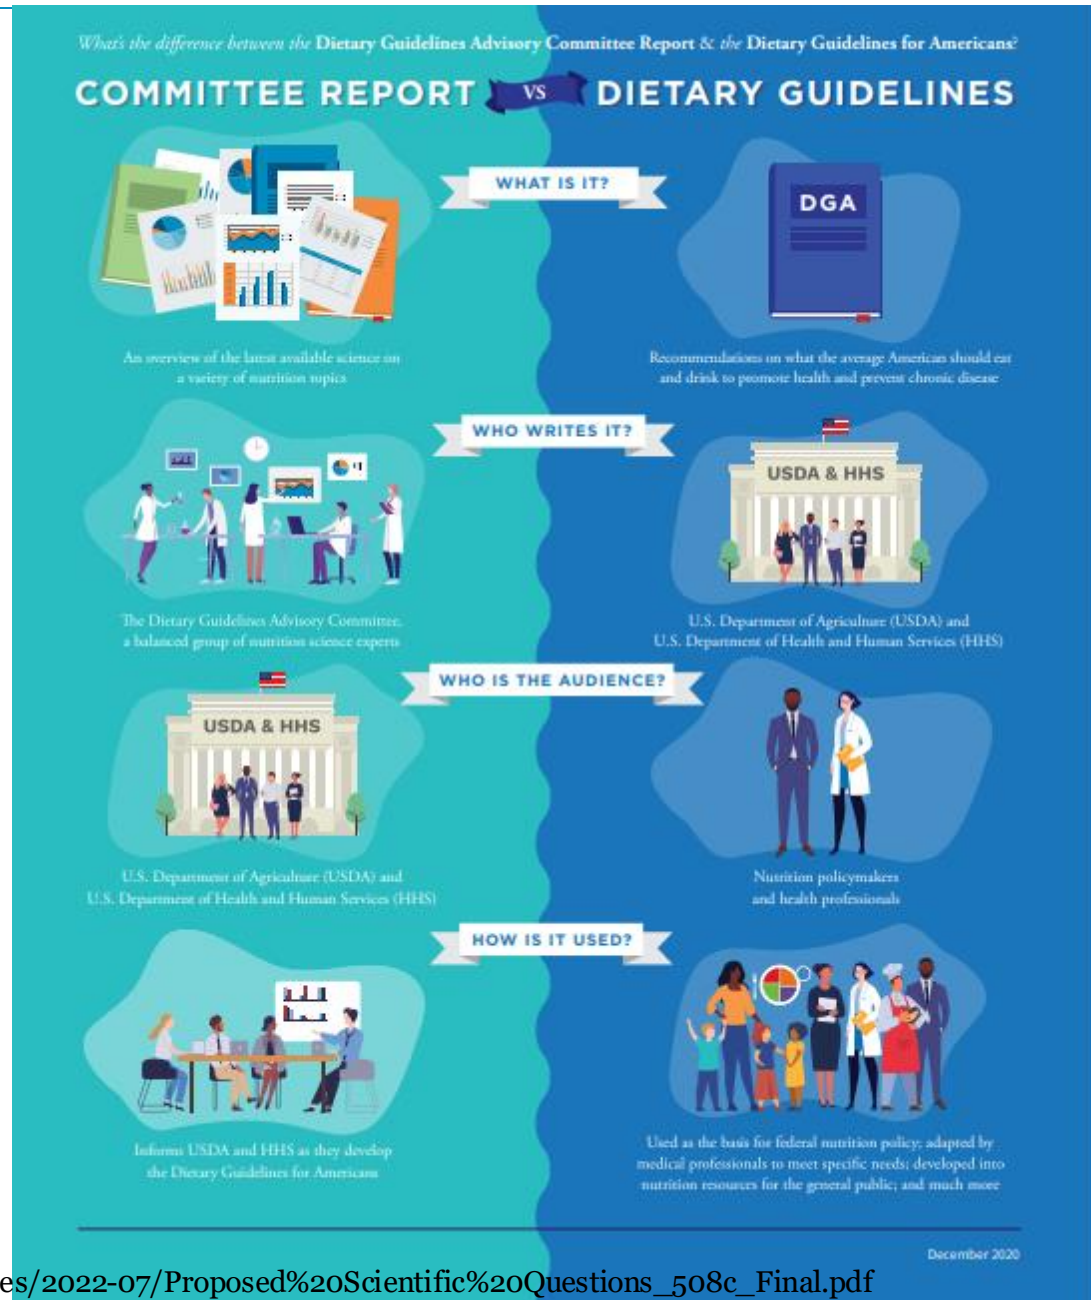 What's the difference between the Dietary Guidelines Advisory Committee Report & the Dietary Guidelines for Americans?
COMMITTEE REPORT VS DIETARY GUIDELINES
WHAT IS IT?
DGA
An overview of the latest available science on
a variety of nutrition topics
Recommendations on what the average American should eat
and drink to promote health and prevent chronic disease
WHO WRITES IT?
USDA & HHS
The Dietary Guidelines Advisory Committee,
a balanced group of nutrition science experts
U.S. Department of Agriculture (USDA) and
U.S. Department of Health and Human Services (HHS)
WHO IS THE AUDIENCE?
USDA & HHS
U.S. Department of Agriculture (USDA) and
U.S. Department of Health and Human Services (HHS)
Nutrition policymakers
and health professionals
HOW IS IT USED?
Informs USDA and HHS as they develop
the Dietary Guidelines for Americans
Used as the basis for federal nutrition policy; adapted by
medical professionals to meet specific needs; developed into
nutrition resources for the general public; and much more
December 2020
es/2022-07/Proposed%20Scientific%20Questions_508c_Final.pdf